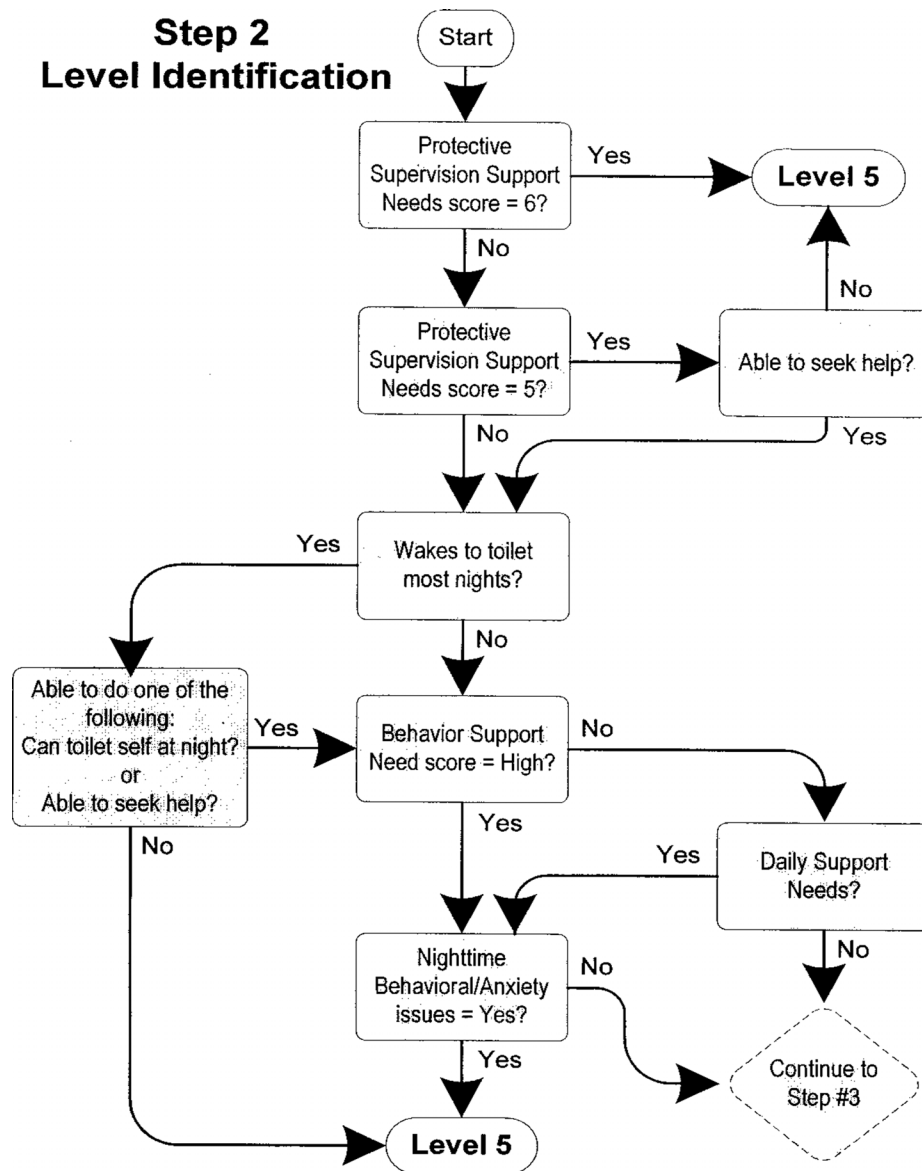 Step 2
Level Identification
Start
Protective
Supervision Support
Needs score = 6?
Yes
Level 5
No
No
Protective
Supervision Support
Needs score = 5?
Yes
Able to seek help?
No
Yes
Wakes to toilet
most nights?
Yes
No
Able to do one of the
following:
Can toilet self at night?
or
Able to seek help?
Yes
No
Behavior Support
Need score = High?
No
Yes
Daily Support
Needs?
Yes
No
Nighttime
Behavioral/Anxiety
issues = Yes?
No
Yes
Continue to
Step #3
Level 5